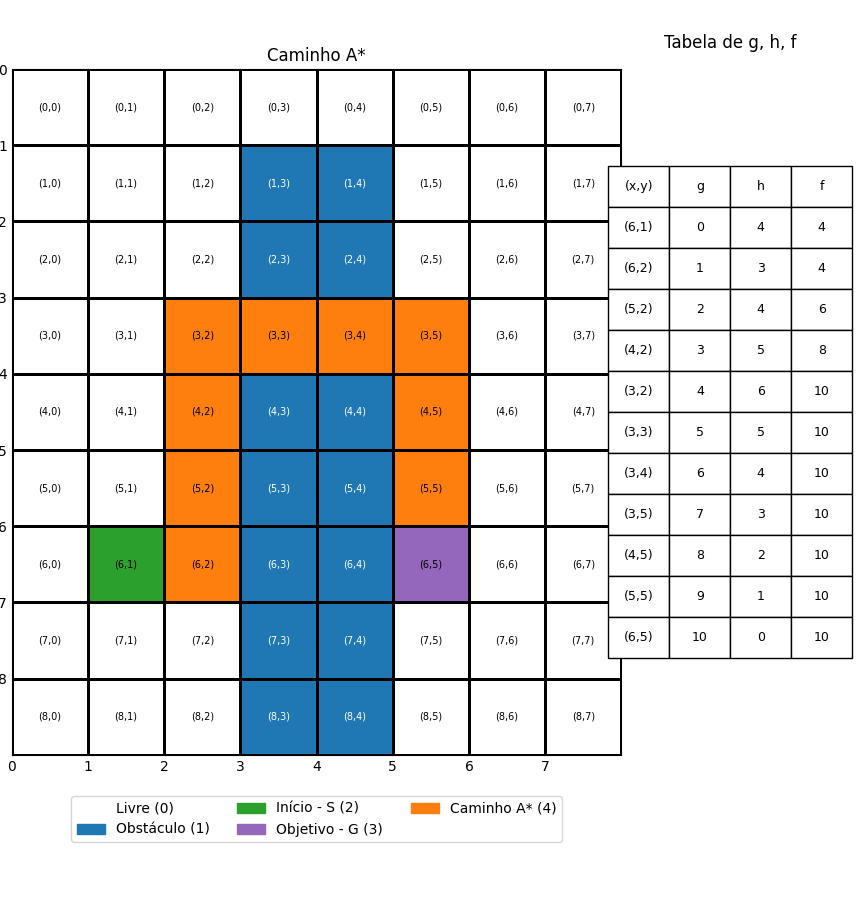 Tabela de g, h, f
Caminho A*
0
(0,0) (0,1) (0,2) (0,3) (0,4) (0,5) (0,6) (0,7)
1
(1,0) (1,1) (1,2) (1,3) (1,4) (1,5) (1,6) (1,7)
2
(2,0) (2,1) (2,2) (2,3) (2,4) (2,5) (2,6) (2,7)
3
(3,0) (3,1) (3,2) (3,3) (3,4) (3,5) (3,6) (3,7)
4
(4,0) (4,1) (4,2) (4,3) (4,4) (4,5) (4,6) (4,7)
5
(5,0) (5,1) (5,2) (5,3) (5,4) (5,5) (5,6) (5,7)
6
(6,0) (6,1) (6,2) (6,3) (6,4) (6,5) (6,6) (6,7)
7
(7,0) (7,1) (7,2) (7,3) (7,4) (7,5) (7,6) (7,7)
8
(8,0) (8,1) (8,2) (8,3) (8,4) (8,5) (8,6) (8,7)
0 1 2 3 4 5 6 7
(x,y) g h f
(6,1) 0 4 4
(6,2) 1 3 4
(5,2) 2 4 6
(4,2) 3 5 8
(3,2) 4 6 10
(3,3) 5 5 10
(3,4) 6 4 10
(3,5) 7 3 10
(4,5) 8 2 10
(5,5) 9 1 10
(6,5) 10 0 10
Livre (0) Início - S (2) Caminho A* (4)
Obstáculo (1) Objetivo - G (3)